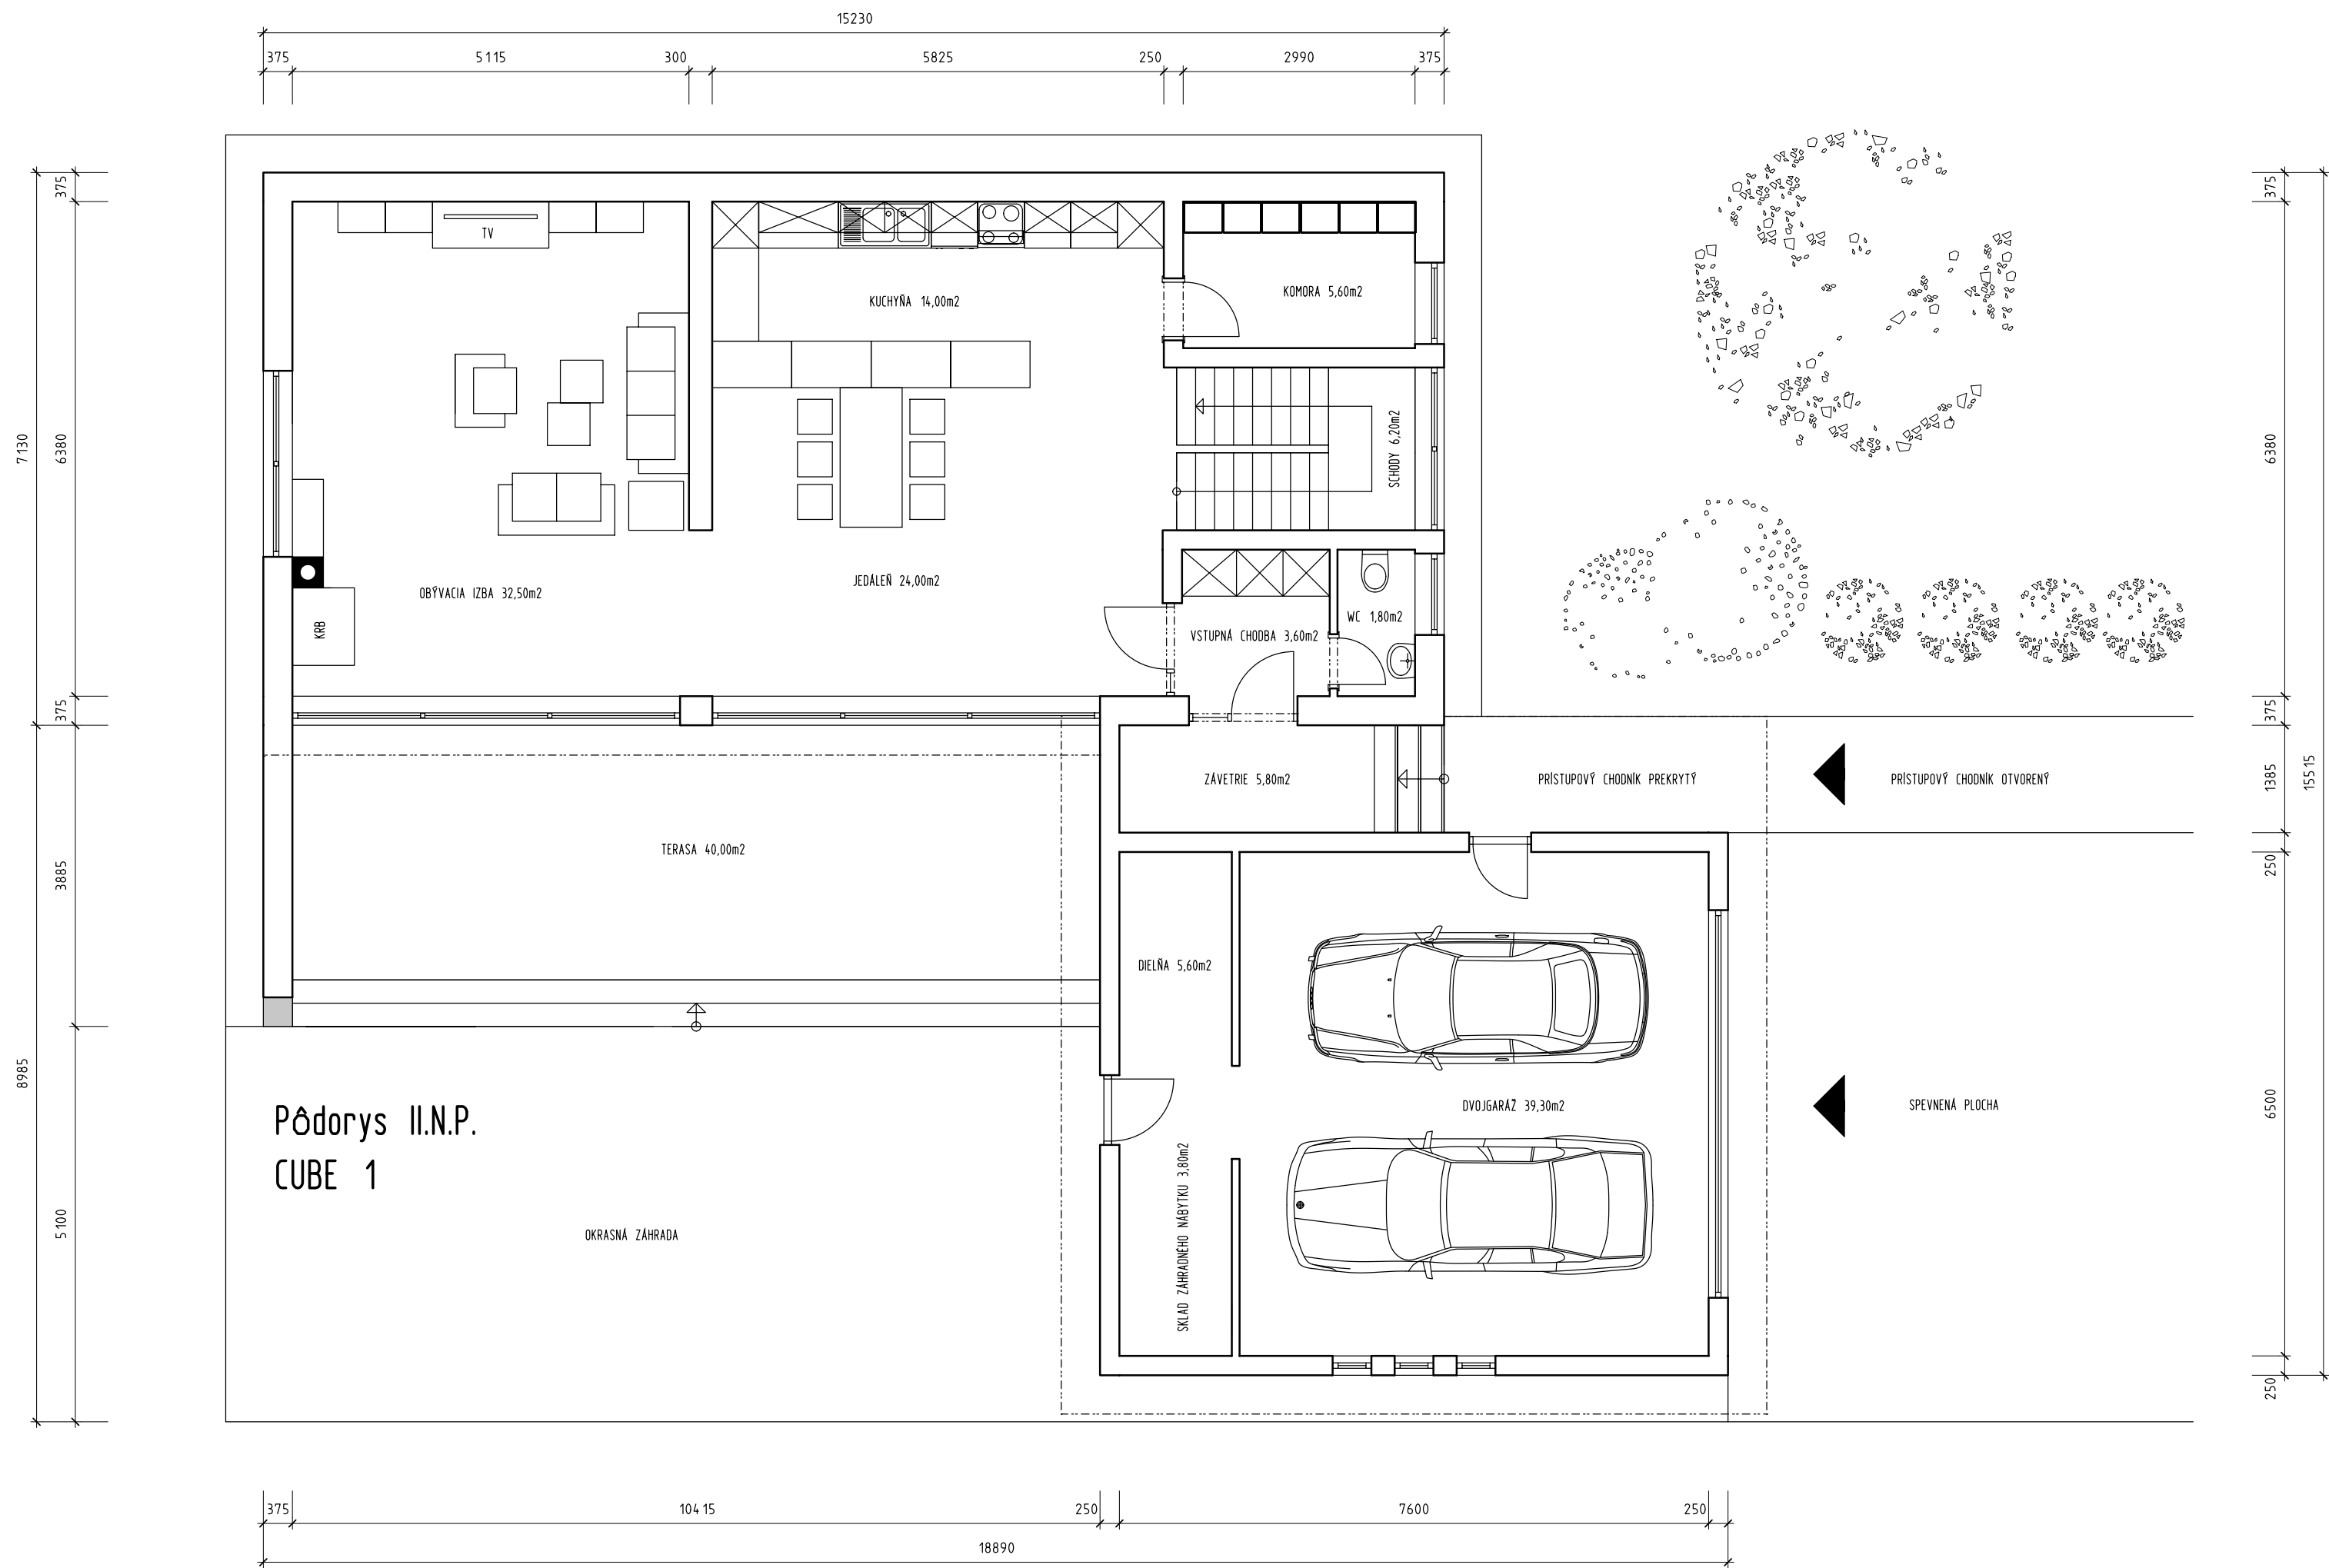 15230
375 5115 300 5825 250 2990 375
375
6380
7130
375
3885
8985
5100
TV
KUCHYŇA 14,00m2
KOMORA 5,60m2
SCHODY 6,20m2
OBÝVACIA IZBA 32,50m2
JEDÁLEŇ 24,00m2
KRB
VSTUPNÁ CHODBA 3,60m2
WC 1,80m2
ZÁVETRIE 5,80m2
PRÍSTUPOVÝ CHODNÍK PREKRYTÝ
PRÍSTUPOVÝ CHODNÍK OTVORENÝ
TERASA 40,00m2
DIELŇA 5,60m2
DVOJGARÁŽ 39,30m2
SPEVNENÁ PLOCHA
SKLAD ZÁHRADNÉHO NÁBYTKU 3,80m2
Pôdorys II.N.P.
CUBE 1
OKRASNÁ ZÁHRADA
375
6380
375
1385
15515
250
6500
250
375 10415 250 7600 250
18890